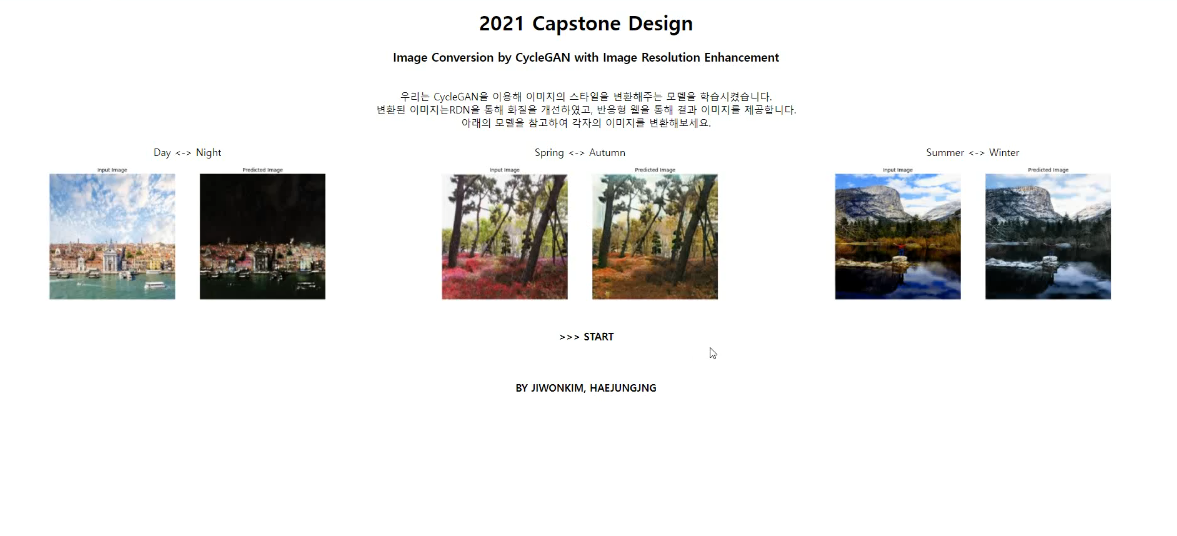 2021 Capstone Design
Image Conversion by CycleGAN with Image Resolution Enhancement
우리는 CycleGAN을 이용해 이미지의 스타일을 변환해주는 모델을 학습시켰습니다.
변환된 이미지는RDN을 통해 화질을 개선하였고, 반응형 웹을 통해 결과 이미지를 제공합니다.
아래의 모델을 참고하여 각자의 이미지를 변환해보세요.
Day <-> Night
Spring <-> Autumn
Summer <-> Winter
Input Image
Predicted Image
Input Image
Predicted Image
Input Image
Predicted Image
>>> START
BY JIWONKIM, HAEJUNGJNG